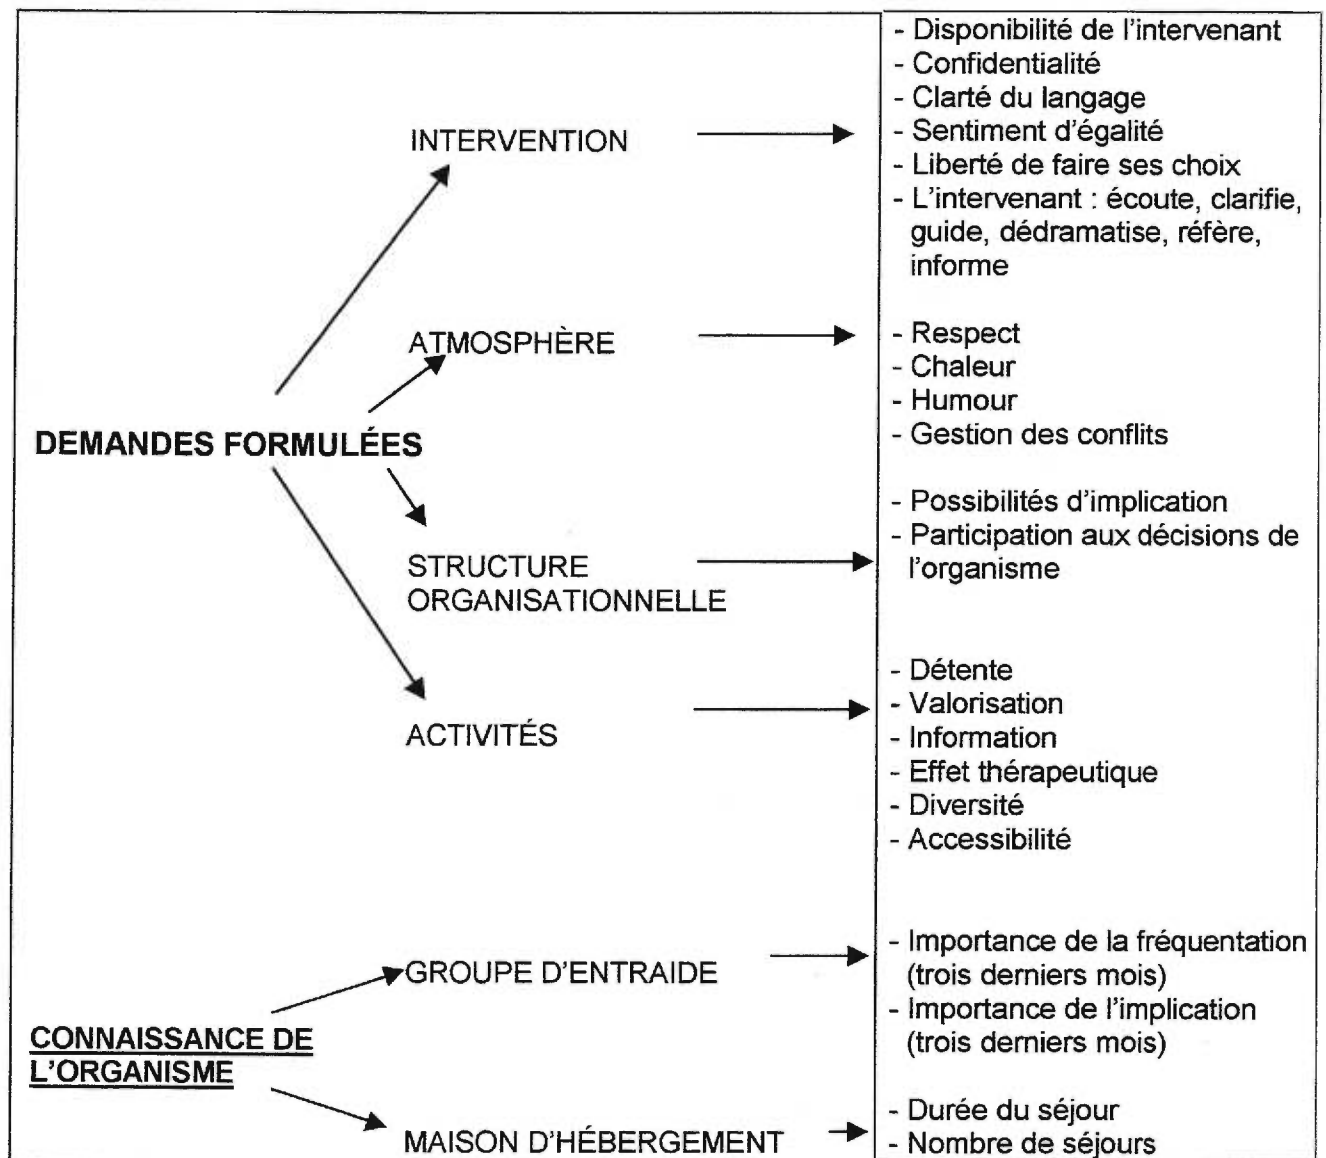 - Disponibilité de l'intervenant
- Confidentialité
- Clarté du langage
INTERVENTION
- Sentiment d'égalité
- Liberté de faire ses choix
- L'intervenant : écoute, clarifie,
guide, dédramatise, réfère,
informe
ATMOSPHÈRE
- Respect
- Chaleur
- Humour
- Gestion des conflits
DEMANDES FORMULÉES
- Possibilités d'implication
- Participation aux décisions de
l'organisme
STRUCTURE
ORGANISATIONNELLE
- Détente
- Valorisation
- Information
- Effet thérapeutique
- Diversité
- Accessibilité
ACTIVITÉS
GROUPE D'ENTRAIDE
- Importance de la fréquentation
(trois derniers mois)
- Importance de l'implication
(trois derniers mois)
CONNAISSANCE DE
L'ORGANISME
MAISON D'HÉBERGEMENT
- Durée du séjour
- Nombre de séjours